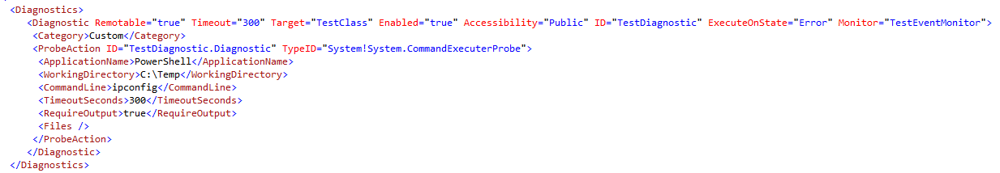 <Diagnostics>
<Diagnostic Remotable="true" Timeout="300" Target="TestClass" Enabled="true" Accessibility="Public" ID="TestDiagnostic" ExecuteOnState="Error" Monitor="TestEventMonitor">
<Category>Custom</Category>
<ProbeAction ID="TestDiagnostic.Diagnostic" TypeID="System!System.CommandExecuterProbe">
<ApplicationName>PowerShell</ApplicationName>
<WorkingDirectory>C:\Temp</WorkingDirectory>
<CommandLine>ipconfig</CommandLine>
<TimeoutSeconds>300</TimeoutSeconds>
<RequireOutput>true</RequireOutput>
<Files />
</ProbeAction>
</Diagnostic>
</Diagnostics>